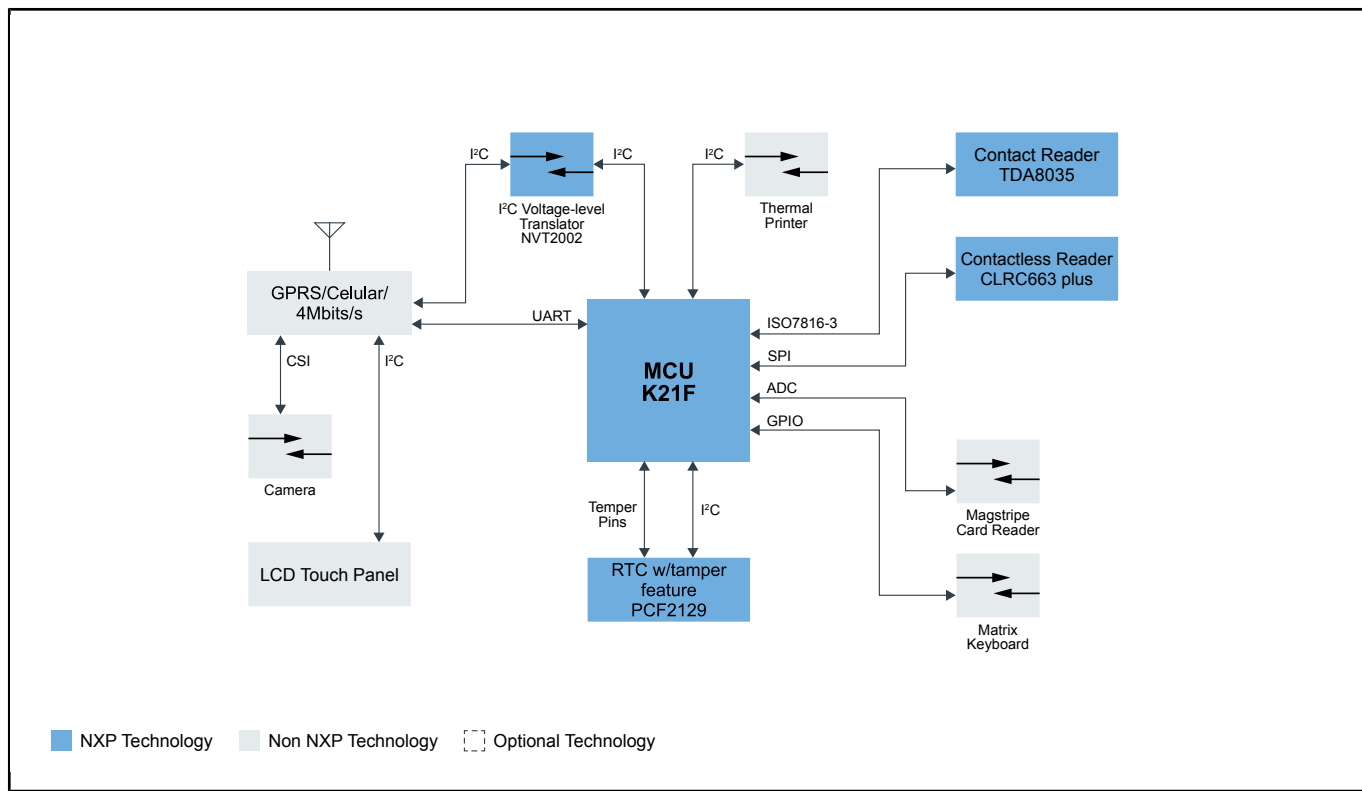 I²C
I²C
I²C
I²C Voltage-level
Translator
NVT2002
Thermal
Printer
Contact Reader
TDA8035
Contactless Reader
CLRC663 plus
GPRS/Celular/
4Mbits/s
UART
MCU
K21F
ISO7816-3
SPI
ADC
GPIO
CSI
I²C
Camera
LCD Touch Panel
Temper
Pins
I²C
RTC w/tamper
feature
PCF2129
Magstripe
Card Reader
Matrix
Keyboard
NXP Technology
Non NXP Technology
Optional Technology